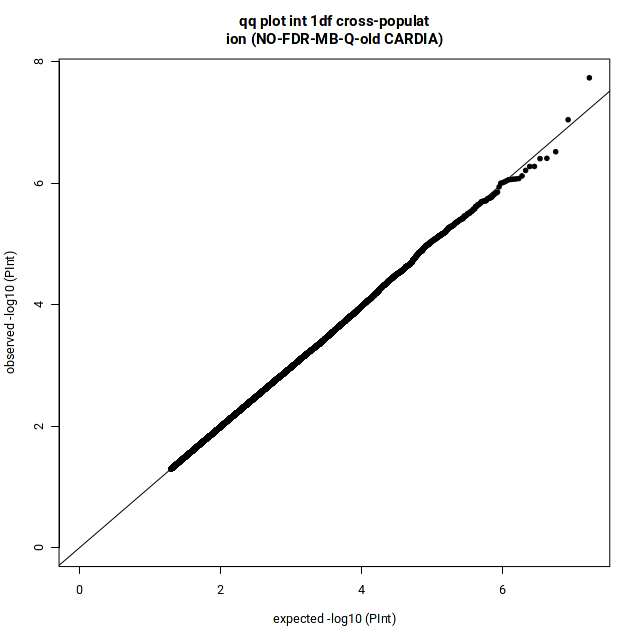 qq plot int 1df cross-populat
ion (NO-FDR-MB-Q-old CARDIA)
8
6
4
2
0
observed -log10 (PInt)
0 2 4 6
expected -log10 (PInt)